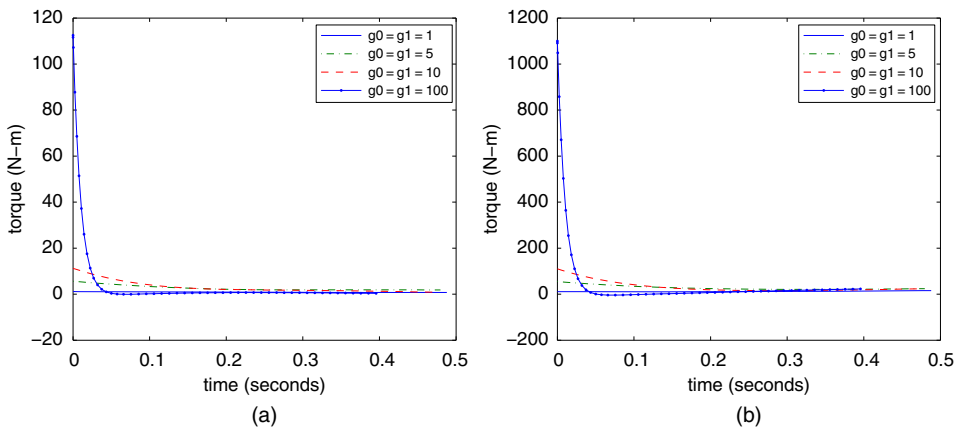 120
100
80
60
40
20
0
−20
torque (N−m)
g0 = g1 = 1
g0 = g1 = 5
g0 = g1 = 10
g0 = g1 = 100
0
0.1
0.2
0.3
0.4
0.5
time (seconds)
(a)
1200
1000
800
600
400
200
0
−200
torque (N−m)
g0 = g1 = 1
g0 = g1 = 5
g0 = g1 = 10
g0 = g1 = 100
0
0.1
0.2
0.3
0.4
0.5
time (seconds)
(b)